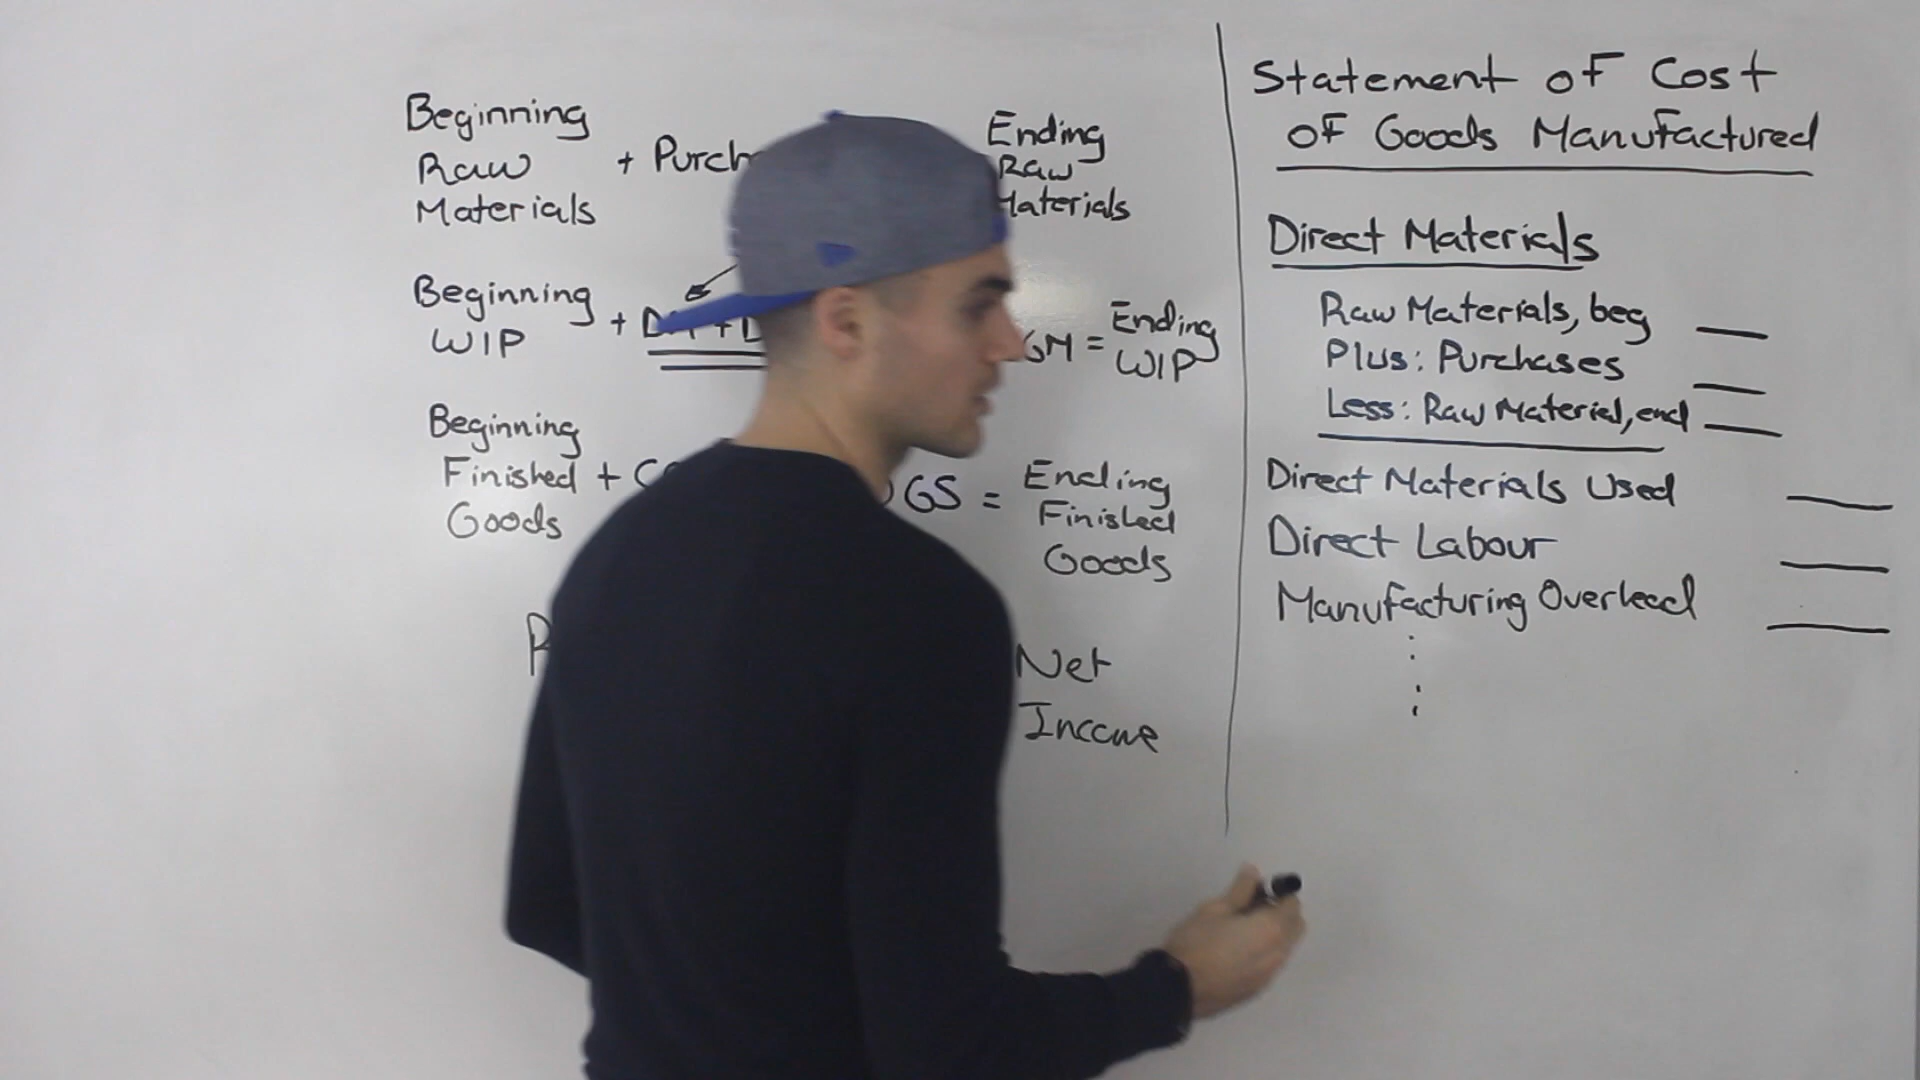 Beginning
Raw
Materials
+
Ending
Raw
Materials
Beginning
WIP
+
=
Ending
WIP
Beginning
Finished +
Goods
GS =
Ending
Finished
Goods
Net
Income
Statement of Cost
of Goods Manufactured
Direct Materials
Raw Materials, beg
Plus: Purchases
Less: Raw Material, end
Direct Materials Used
Direct Labour
Manufacturing Overhead